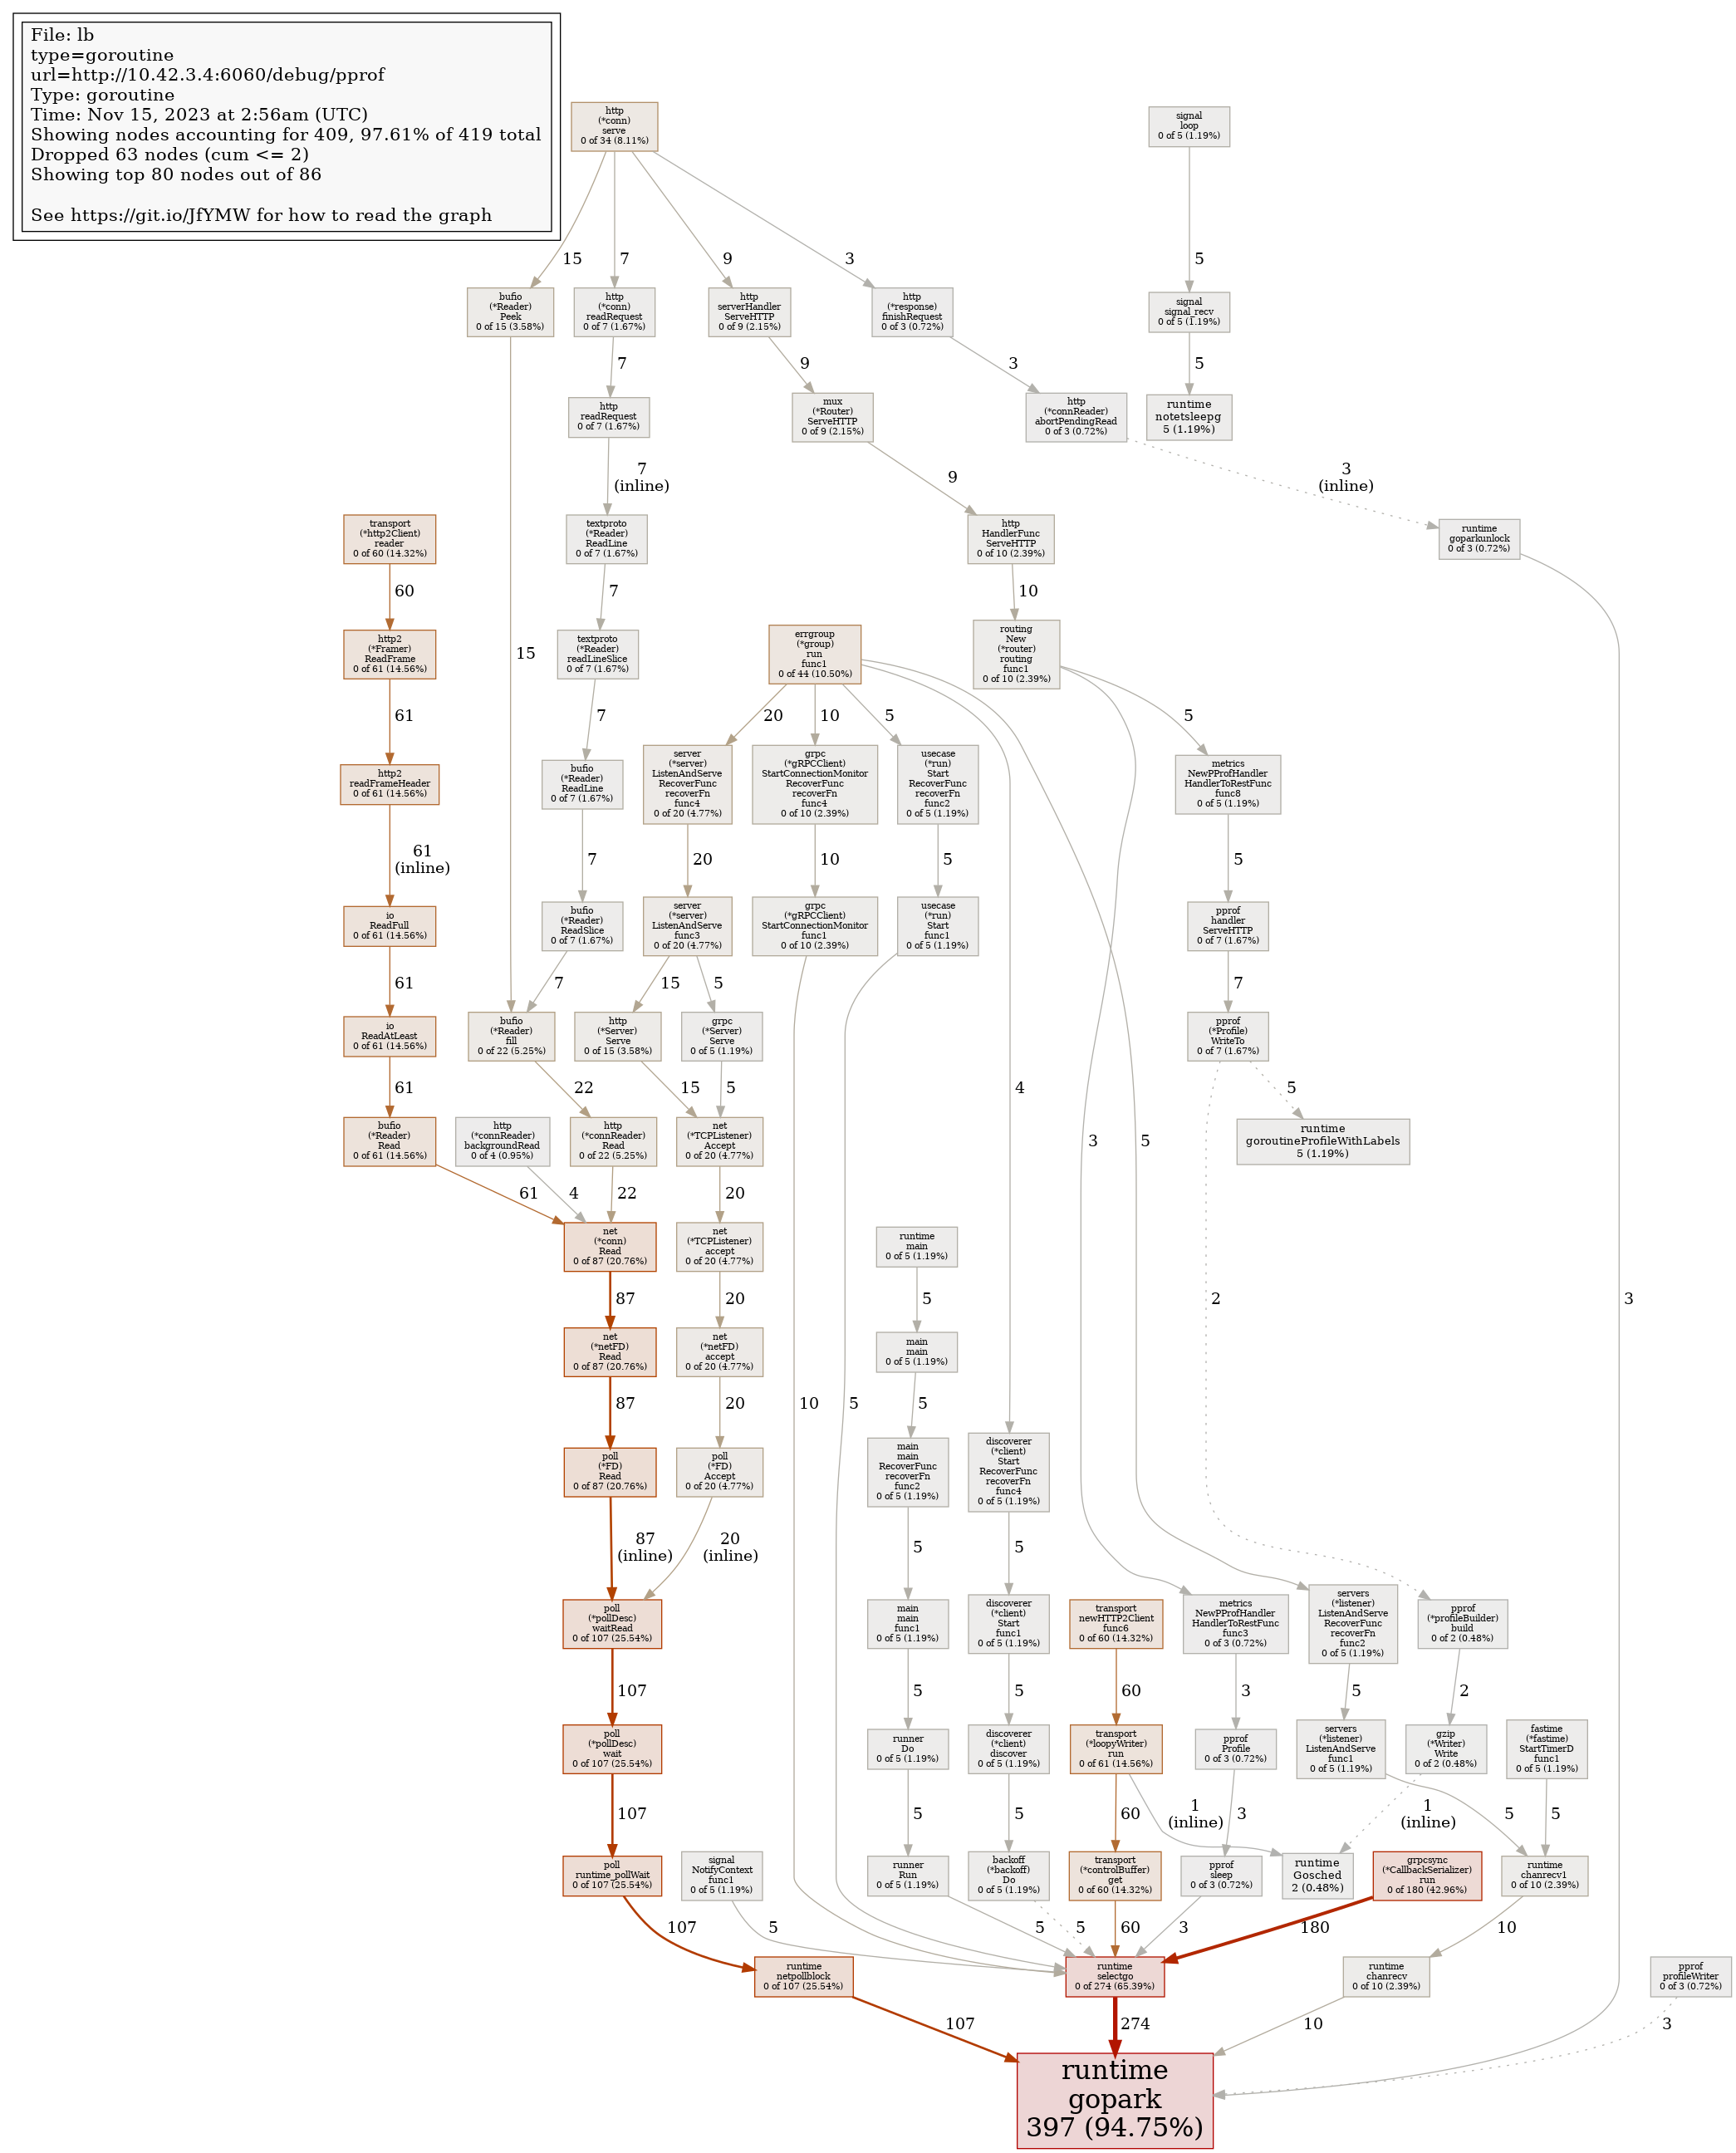 File: lb
type=goroutine
url=http://10.42.3.4:6060/debug/pprof
Type: goroutine
Time: Nov 15, 2023 at 2:56am (UTC)
Showing nodes accounting for 409, 97.61% of 419 total
Dropped 63 nodes (cum <= 2)
Showing top 80 nodes out of 86
See https://git.io/JfYMW for how to read the graph
http
(*conn)
serve
0 of 34 (8.11%)
signal
loop
0 of 5 (1.19%)
15
7
9
3
5
bufio
(*Reader)
Peek
0 of 15 (3.58%)
http
(*conn)
readRequest
0 of 7 (1.67%)
http
serverHandler
ServeHTTP
0 of 9 (2.15%)
http
(*response)
finishRequest
0 of 3 (0.72%)
signal
signal_recv
0 of 5 (1.19%)
7
9
3
5
http
readRequest
0 of 7 (1.67%)
mux
(*Router)
ServeHTTP
0 of 9 (2.15%)
http
(*connReader)
abortPendingRead
0 of 3 (0.72%)
runtime
notetsleepg
5 (1.19%)
7
(inline)
9
3
(inline)
transport
(*http2Client)
reader
0 of 60 (14.32%)
textproto
(*Reader)
ReadLine
0 of 7 (1.67%)
http
HandlerFunc
ServeHTTP
0 of 10 (2.39%)
runtime
goparkunlock
0 of 3 (0.72%)
60
7
10
http2
(*Framer)
ReadFrame
0 of 61 (14.56%)
15
textproto
(*Reader)
readLineSlice
0 of 7 (1.67%)
errgroup
(*group)
run
func1
0 of 44 (10.50%)
routing
New
(*router)
routing
func1
0 of 10 (2.39%)
61
7
20
10
5
5
http2
readFrameHeader
0 of 61 (14.56%)
bufio
(*Reader)
ReadLine
0 of 7 (1.67%)
server
(*server)
ListenAndServe
RecoverFunc
recoverFn
func4
0 of 20 (4.77%)
grpc
(*gRPCClient)
StartConnectionMonitor
RecoverFunc
recoverFn
func4
0 of 10 (2.39%)
usecase
(*run)
Start
RecoverFunc
recoverFn
func2
0 of 5 (1.19%)
metrics
NewPProfHandler
HandlerToRestFunc
func8
0 of 5 (1.19%)
61
(inline)
7
20
10
5
5
io
ReadFull
0 of 61 (14.56%)
bufio
(*Reader)
ReadSlice
0 of 7 (1.67%)
server
(*server)
ListenAndServe
func3
0 of 20 (4.77%)
grpc
(*gRPCClient)
StartConnectionMonitor
func1
0 of 10 (2.39%)
usecase
(*run)
Start
func1
0 of 5 (1.19%)
pprof
handler
ServeHTTP
0 of 7 (1.67%)
61
7
15
5
7
io
ReadAtLeast
0 of 61 (14.56%)
bufio
(*Reader)
fill
0 of 22 (5.25%)
http
(*Server)
Serve
0 of 15 (3.58%)
grpc
(*Server)
Serve
0 of 5 (1.19%)
pprof
(*Profile)
WriteTo
0 of 7 (1.67%)
61
22
15
5
4
5
bufio
(*Reader)
Read
0 of 61 (14.56%)
http
(*connReader)
backgroundRead
0 of 4 (0.95%)
http
(*connReader)
Read
0 of 22 (5.25%)
net
(*TCPListener)
Accept
0 of 20 (4.77%)
3
5
runtime
goroutineProfileWithLabels
5 (1.19%)
61
4
22
20
net
(*conn)
Read
0 of 87 (20.76%)
net
(*TCPListener)
accept
0 of 20 (4.77%)
runtime
main
0 of 5 (1.19%)
87
20
5
2
3
net
(*netFD)
Read
0 of 87 (20.76%)
net
(*netFD)
accept
0 of 20 (4.77%)
main
main
0 of 5 (1.19%)
87
20
10
5
5
poll
(*FD)
Read
0 of 87 (20.76%)
poll
(*FD)
Accept
0 of 20 (4.77%)
main
main
RecoverFunc
recoverFn
func2
0 of 5 (1.19%)
discoverer
(*client)
Start
RecoverFunc
recoverFn
func4
0 of 5 (1.19%)
87
(inline)
20
(inline)
5
5
poll
(*pollDesc)
waitRead
0 of 107 (25.54%)
main
main
func1
0 of 5 (1.19%)
discoverer
(*client)
Start
func1
0 of 5 (1.19%)
transport
newHTTP2Client
func6
0 of 60 (14.32%)
metrics
NewPProfHandler
HandlerToRestFunc
func3
0 of 3 (0.72%)
servers
(*listener)
ListenAndServe
RecoverFunc
recoverFn
func2
0 of 5 (1.19%)
pprof
(*profileBuilder)
build
0 of 2 (0.48%)
107
5
5
60
3
5
2
poll
(*pollDesc)
wait
0 of 107 (25.54%)
runner
Do
0 of 5 (1.19%)
discoverer
(*client)
discover
0 of 5 (1.19%)
transport
(*loopyWriter)
run
0 of 61 (14.56%)
pprof
Profile
0 of 3 (0.72%)
servers
(*listener)
ListenAndServe
func1
0 of 5 (1.19%)
gzip
(*Writer)
Write
0 of 2 (0.48%)
fastime
(*fastime)
StartTimerD
func1
0 of 5 (1.19%)
107
5
5
60
1
(inline)
3
1
(inline)
5
5
poll
runtime_pollWait
0 of 107 (25.54%)
signal
NotifyContext
func1
0 of 5 (1.19%)
runner
Run
0 of 5 (1.19%)
backoff
(*backoff)
Do
0 of 5 (1.19%)
transport
(*controlBuffer)
get
0 of 60 (14.32%)
pprof
sleep
0 of 3 (0.72%)
runtime
Gosched
2 (0.48%)
grpcsync
(*CallbackSerializer)
run
0 of 180 (42.96%)
runtime
chanrecv1
0 of 10 (2.39%)
107
5
5
5
60
3
180
10
runtime
netpollblock
0 of 107 (25.54%)
runtime
selectgo
0 of 274 (65.39%)
runtime
chanrecv
0 of 10 (2.39%)
pprof
profileWriter
0 of 3 (0.72%)
107
274
10
3
runtime
gopark
397 (94.75%)